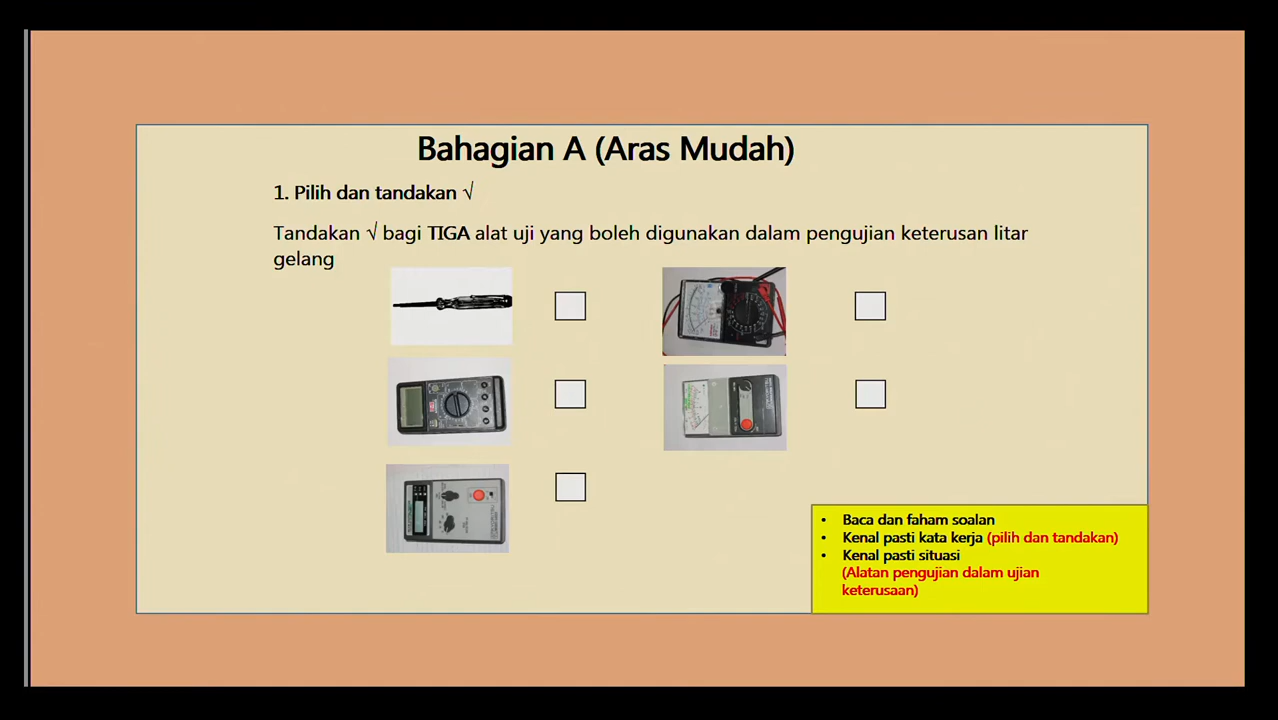 Bahagian A (Aras Mudah)
1. Pilih dan tandakan √
Tandakan √ bagi TIGA alat uji yang boleh digunakan dalam pengujian keterusan litar
gelang
• Baca dan faham soalan
• Kenal pasti kata kerja (pilih dan tandakan)
• Kenal pasti situasi
(Alatan pengujian dalam ujian
keterusaan)